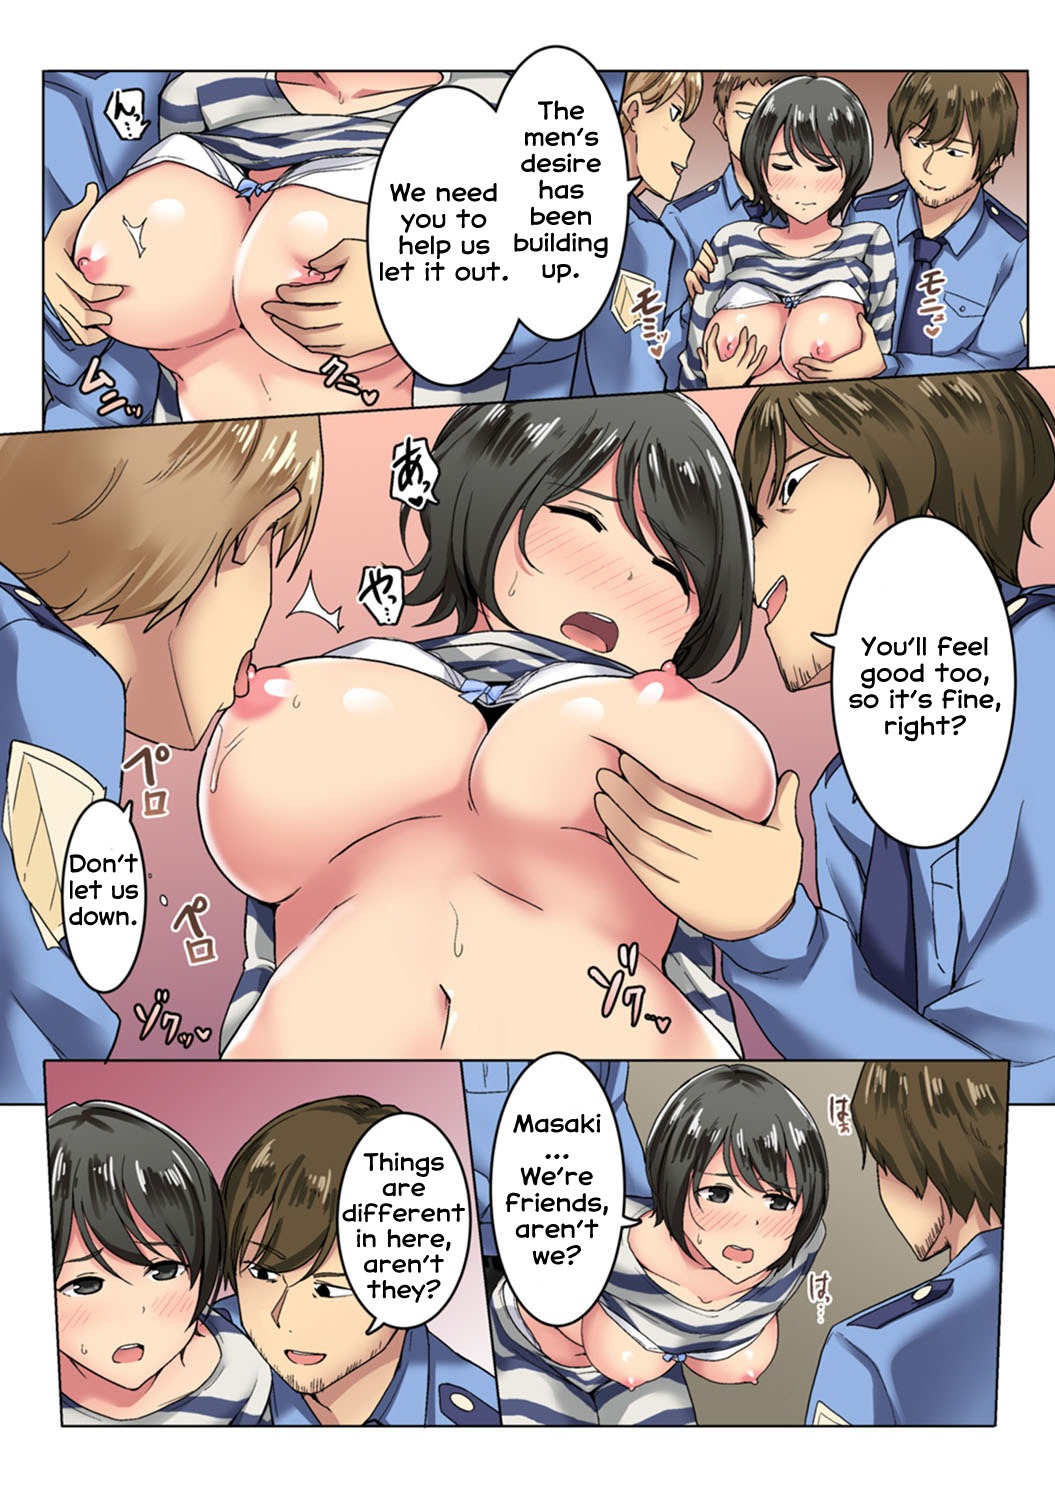 The
men's
desire
has
been
building
up.
We need
you to
help us
let it out.
んっ…
モミッ
モニュ
ムニッ
クニッ
あっ
やっ…
You'll feel
good too,
so it's fine,
right?
ペロ
Don't
let us
down.
ペロ
ゾクッ
ゾク…
Masaki
...
We're
friends,
aren't
we?
はぁ
はっ…
Things
are
different
in here,
aren't
they?